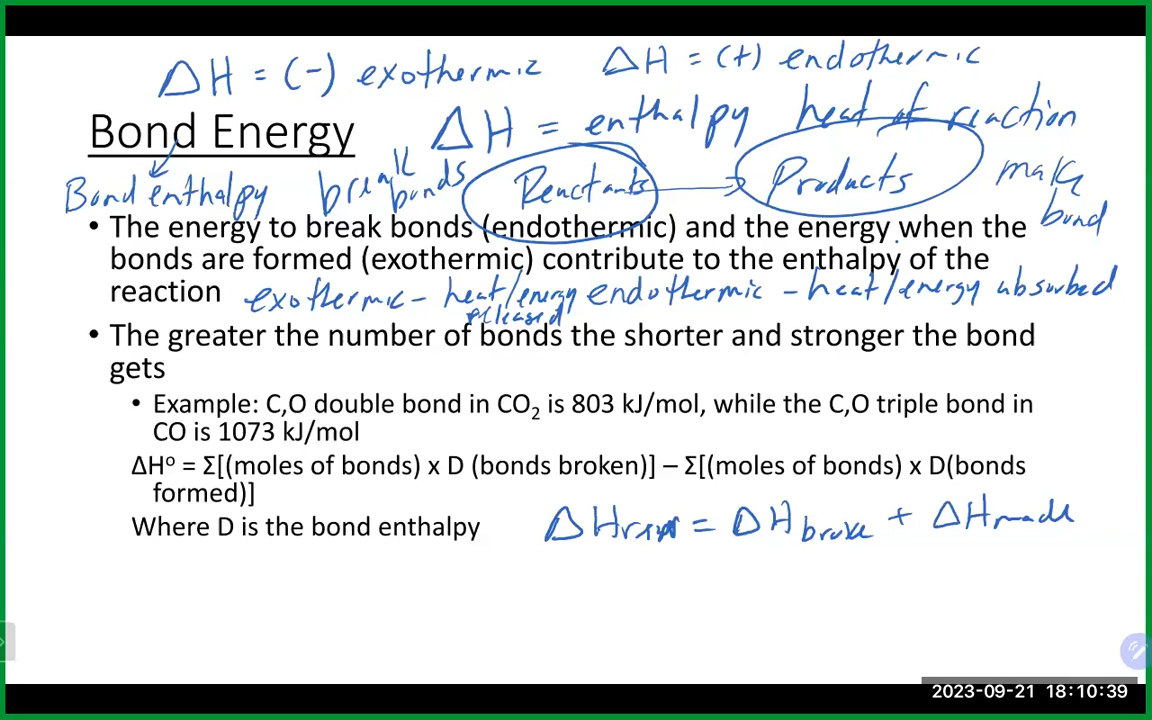 ΔH = (-) exothermic ΔH = (+) endothermic
Bond Energy ΔH = enthalpy heat of reaction
Bond enthalpy break bonds Reactants → Products make bond
• The energy to break bonds (endothermic) and the energy when the
bonds are formed (exothermic) contribute to the enthalpy of the
reaction exothermic - heat/energy released endothermic - heat/energy absorbed
• The greater the number of bonds the shorter and stronger the bond
gets
• Example: C,O double bond in CO₂ is 803 kJ/mol, while the C,O triple bond in
CO is 1073 kJ/mol
ΔHº = Σ[(moles of bonds) x D (bonds broken)] – Σ[(moles of bonds) x D(bonds
formed)]
Where D is the bond enthalpy ΔHrxn = ΔH broke + ΔH made
2023-09-21 18:10:39